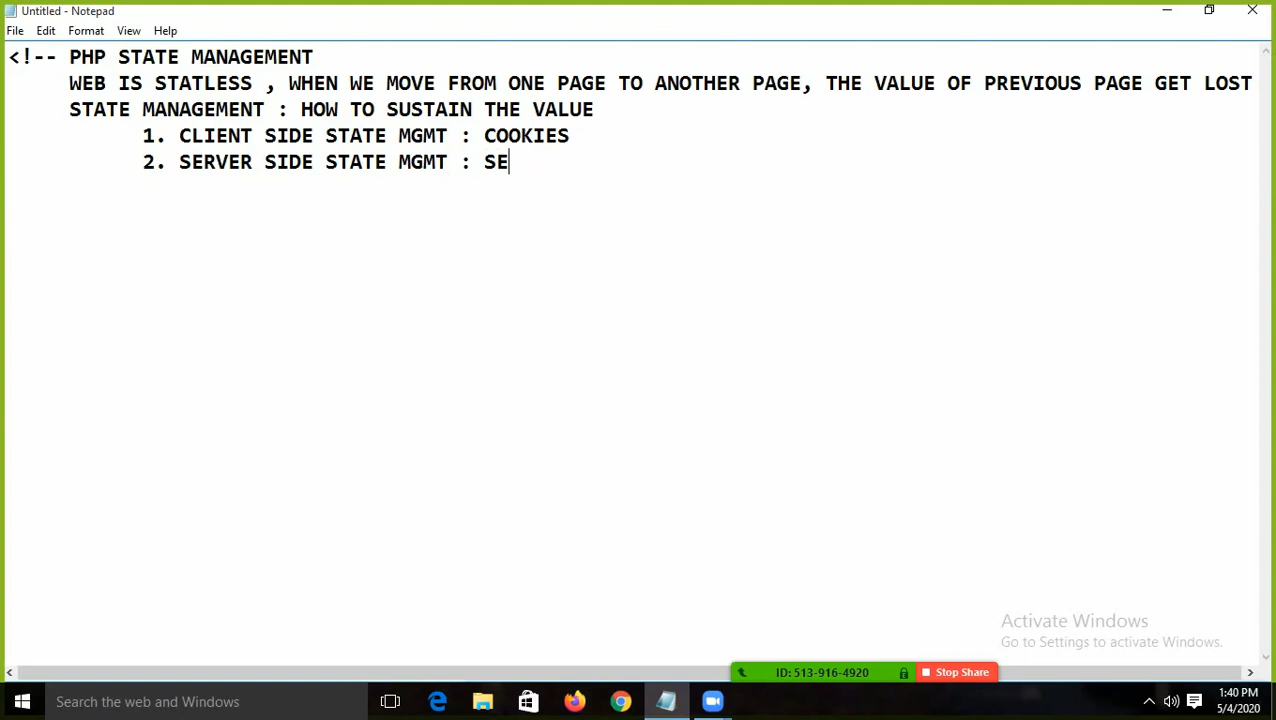 Untitled - Notepad
File Edit Format View Help
<!-- PHP STATE MANAGEMENT
WEB IS STATLESS , WHEN WE MOVE FROM ONE PAGE TO ANOTHER PAGE, THE VALUE OF PREVIOUS PAGE GET LOST
STATE MANAGEMENT : HOW TO SUSTAIN THE VALUE
1. CLIENT SIDE STATE MGMT : COOKIES
2. SERVER SIDE STATE MGMT : SE
Activate Windows
Go to Settings to activate Windows.
ID: 513-916-4920 Stop Share
Search the web and Windows
1:40 PM
5/4/2020